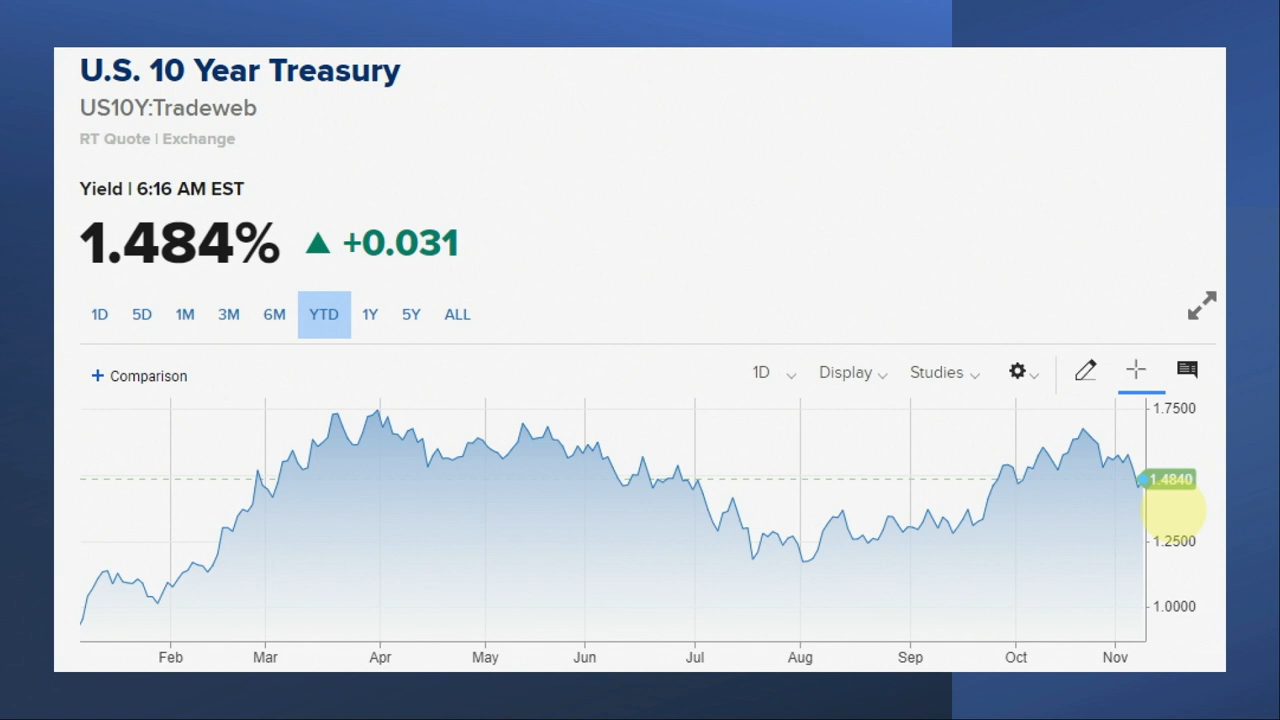 U.S. 10 Year Treasury
US10Y:Tradeweb
RT Quote | Exchange
Yield | 6:16 AM EST
1.484% ▲ +0.031
1D 5D 1M 3M 6M YTD 1Y 5Y ALL
+ Comparison 1D Display Studies
1.7500
1.4840
1.2500
1.0000
Feb Mar Apr May Jun Jul Aug Sep Oct Nov